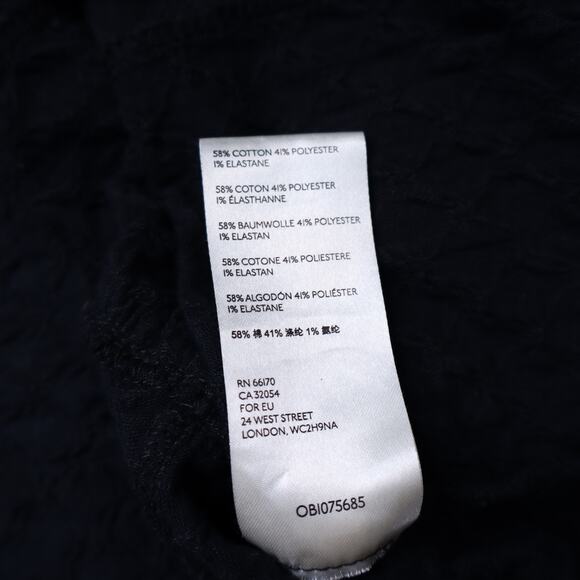 58% COTTON 41% POLYESTER
1% ELASTANE
58% COTON 41% POLYESTER
1% ÉLASTHANNE
58% BAUMWOLLE 41% POLYESTER
1% ELASTAN
58% COTONE 41% POLIESTERE
1% ELASTAN
58% ALGODÓN 41% POLIÉSTER
1% ELASTANE
58% 棉 41% 涤纶 1% 氨纶
RN 66170
CA 32054
FOR EU
24 WEST STREET
LONDON, WC2H9NA
OB1075685